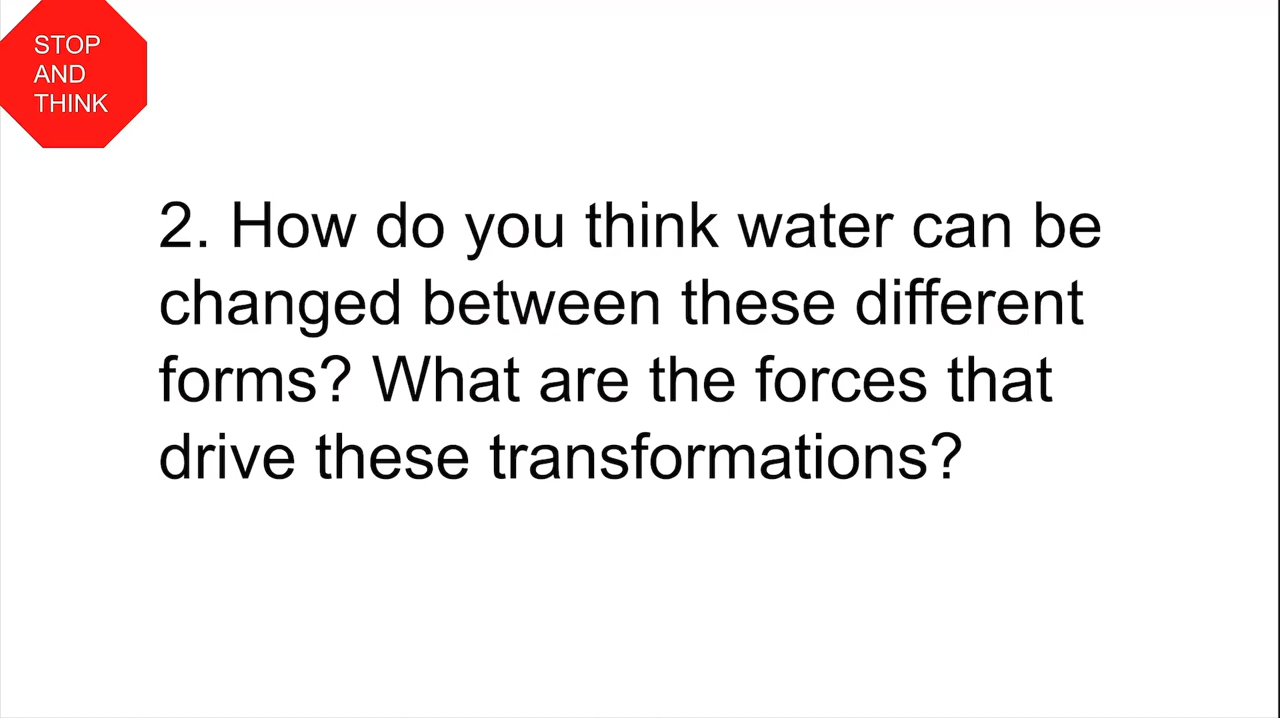 STOP
AND
THINK
2. How do you think water can be
changed between these different
forms? What are the forces that
drive these transformations?